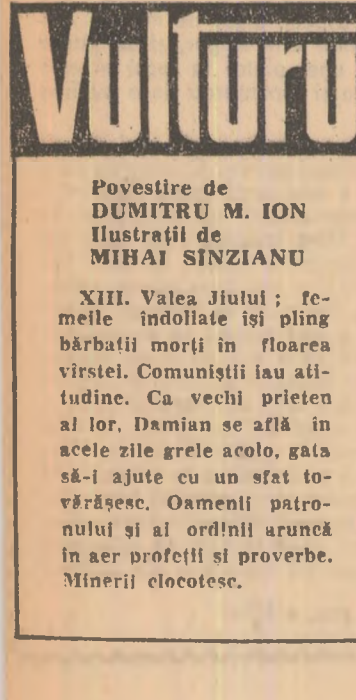 Vulturu
Povestire de
DUMITRU M. ION
Ilustrații de
MIHAI SÎNZIANU
XIII. Valea Jiului ; fe-
meile îndoliate își plîng
bărbații morți în floarea
vîrstei. Comuniștii iau ati-
tudine. Ca vechi prieten
al lor, Damian se află în
acele zile grele acolo, gata
să-i ajute cu un sfat to-
vărășesc. Oamenii patro-
nului și ai ordinii aruncă
în aer profeții și proverbe.
Minerii clocotesc.